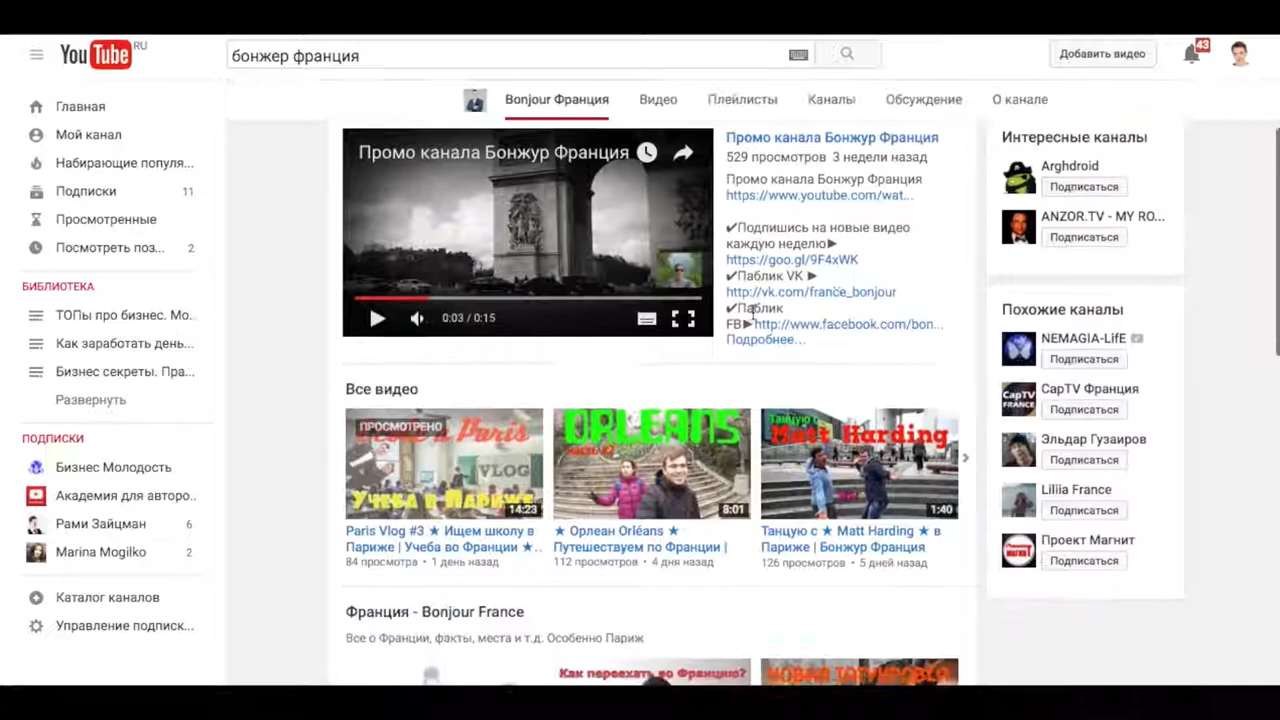 YouTube RU
бонжер франция
Добавить видео
43
Главная
Мой канал
Набирающие популя...
Подписки 11
Просмотренные
Посмотреть поз... 2
БИБЛИОТЕКА
ТОПы про бизнес. Мо...
Как заработать день...
Бизнес секреты. Пра...
Развернуть
ПОДПИСКИ
Бизнес Молодость
Академия для авторо..
Рами Зайцман 6
Marina Mogilko 2
Каталог каналов
Управление подписк...
Bonjour Франция
Видео
Плейлисты
Каналы
Обсуждение
О канале
Промо канала Бонжур Франция
0:03 / 0:15
Промо канала Бонжур Франция
529 просмотров 3 недели назад
Промо канала Бонжур Франция
https://www.youtube.com/wat...
✔Подпишись на новые видео
каждую неделю▶
https://goo.gl/9F4xWK
✔Паблик VK ▶
http://vk.com/france_bonjour
✔Паблик
FB▶http://www.facebook.com/bon...
Подробнее...
Все видео
ПРОСМОТРЕНО
Paris
VLOG
Учеба в Париже
14:23
Paris Vlog #3 ★ Ищем школу в
Париже | Учеба во Франции ★..
84 просмотра • 1 день назад
ORLEANS
8:01
★ Орлеан Orléans ★
Путешествуем по Франции |
112 просмотров • 4 дня назад
Танцую с
Matt Harding
1:40
Танцую с ★ Matt Harding ★ в
Париже | Бонжур Франция
126 просмотров • 5 дней назад
Франция - Bonjour France
Все о Франции, факты, места и т.д. Особенно Париж
Как переехать во Францию?
НОВАЯ ТАТУИРОВКА
Интересные каналы
Arghdroid
Подписаться
ANZOR.TV - MY RO...
Подписаться
Похожие каналы
NEMAGIA-LifE
Подписаться
CapTV Франция
Подписаться
Эльдар Гузаиров
Подписаться
Liliia France
Подписаться
Проект Магнит
Подписаться